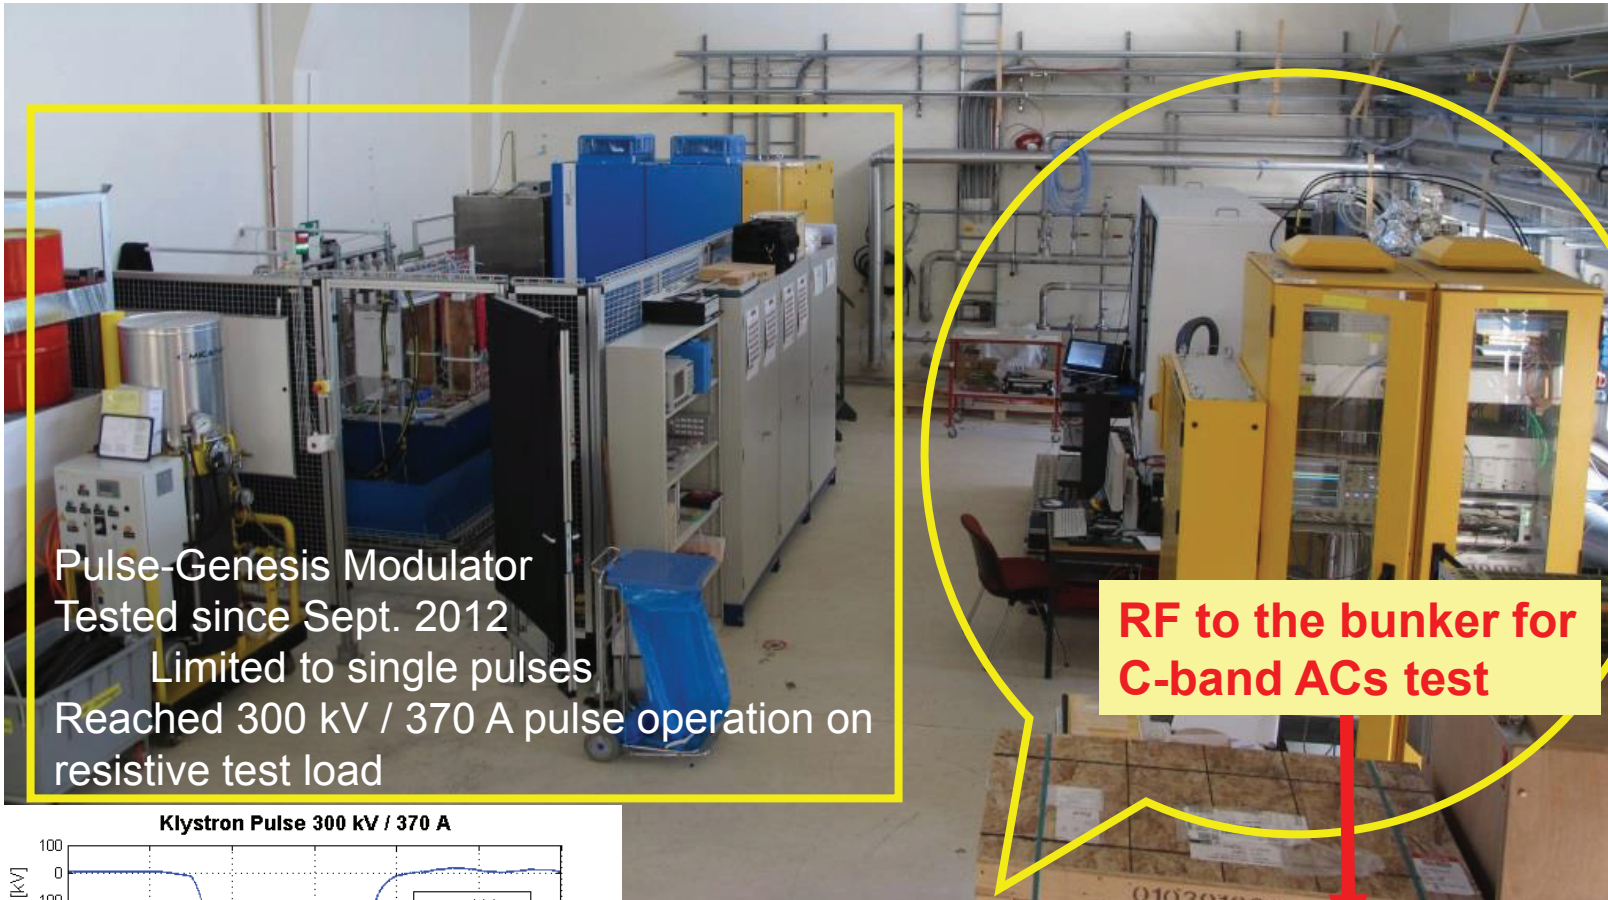 Pulse-Genesis Modulator
Tested since Sept. 2012
Limited to single pulses
Reached 300 kV / 370 A pulse operation on
resistive test load
RF to the bunker for
C-band ACs test
Klystron Pulse 300 kV / 370 A
100
0
[kV]